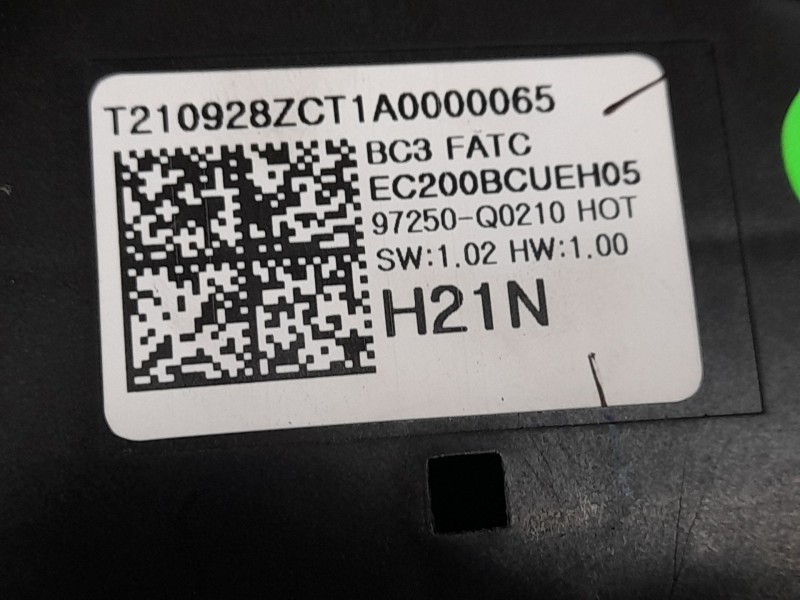 T210928ZCT1A0000065
BC3 FATC
EC200BCUEH05
97250-Q0210 HOT
SW:1.02 HW:1.00
H21N